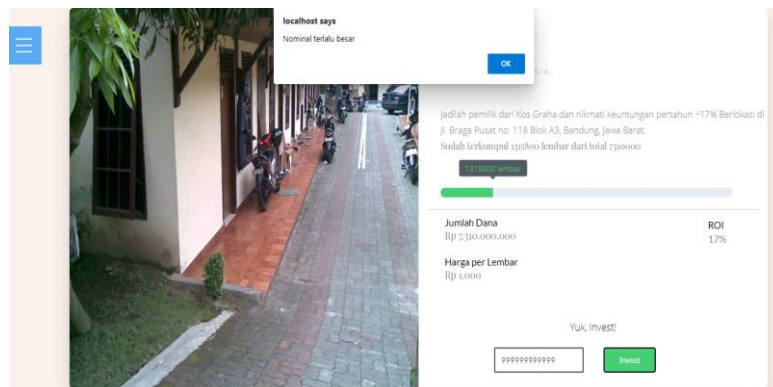 localhost says
Nominal terlalu besar
OK
Jadilah pemilik dari Kos Graha dan nikmati keuntungan pertahun ~17% Berlokasi di
Jl. Braga Pusat no. 118 Blok A3, Bandung, Jawa Barat.
Sudah terkumpul 1315800 lembar dari total 7310000
1315800 lembar
Jumlah Dana
Rp 7.310.000.000
ROI
17%
Harga per Lembar
Rp 1.000
Yuk, Invest!
999999999999
Invest